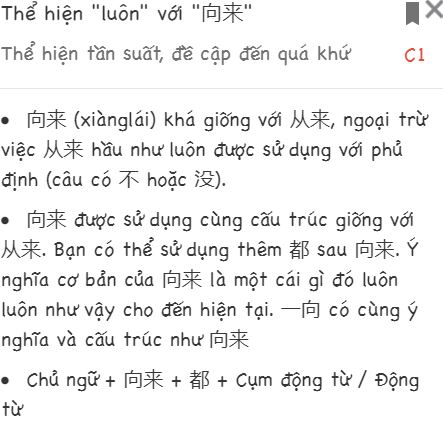 Thể hiện "luôn" với "向来"
Thể hiện tần suất, đề cập đến quá khứ C1
• 向来 (xiànglái) khá giống với 从来, ngoại trừ
việc 从来 hầu như luôn được sử dụng với phủ
định (câu có 不 hoặc 没).
• 向来 được sử dụng cùng cấu trúc giống với
从来. Bạn có thể sử dụng thêm 都 sau 向来. Ý
nghĩa cơ bản của 向来 là một cái gì đó luôn
luôn như vậy cho đến hiện tại. 一向 có cùng ý
nghĩa và cấu trúc như 向来
• Chủ ngữ + 向来 + 都 + Cụm động từ / Động
từ